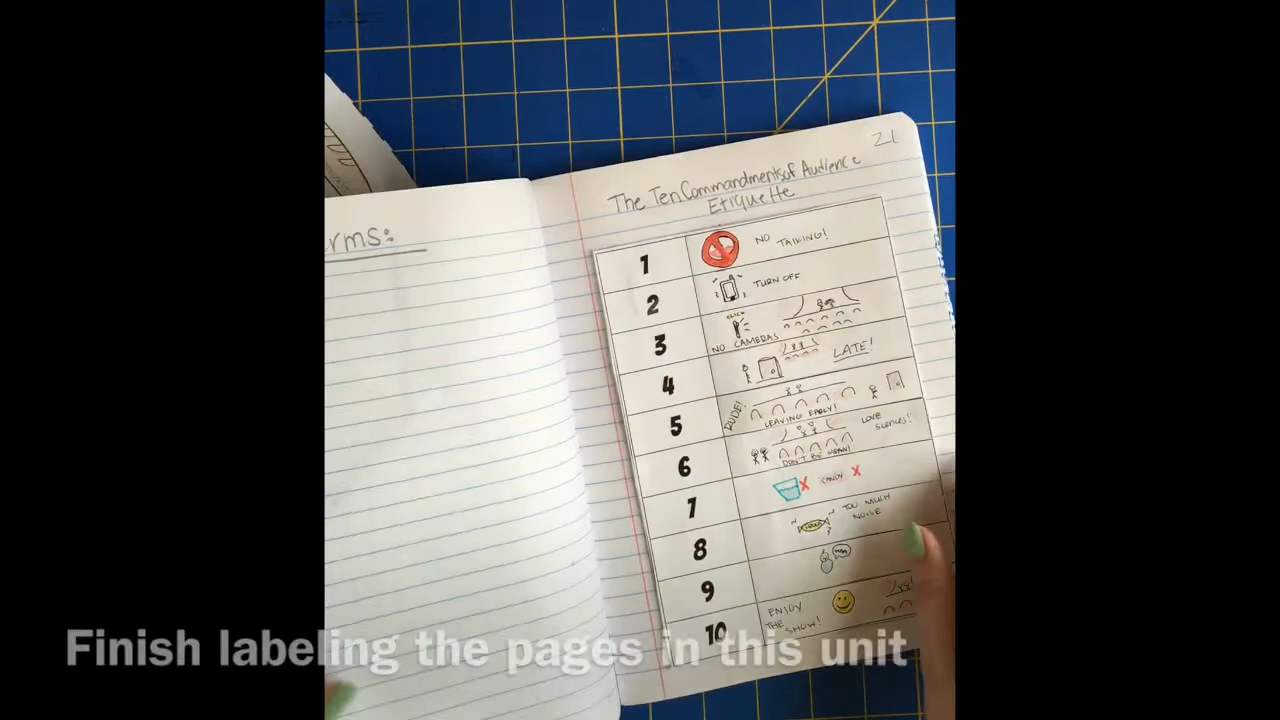 rms:
21
The Ten Commandments of Audience
Etiquette
1
NO TALKING!
2
TURN OFF
3
CLICK
NO CAMERAS
4
LATE!
5
RUDE!
LEAVING EARLY!
6
LOVE
SCENCES!
DON'T BE MEAN!
7
CANDY
8
TOO MUCH
NOISE
9
10
ENJOY
THE
SHOW!
Finish labeling the pages in this unit